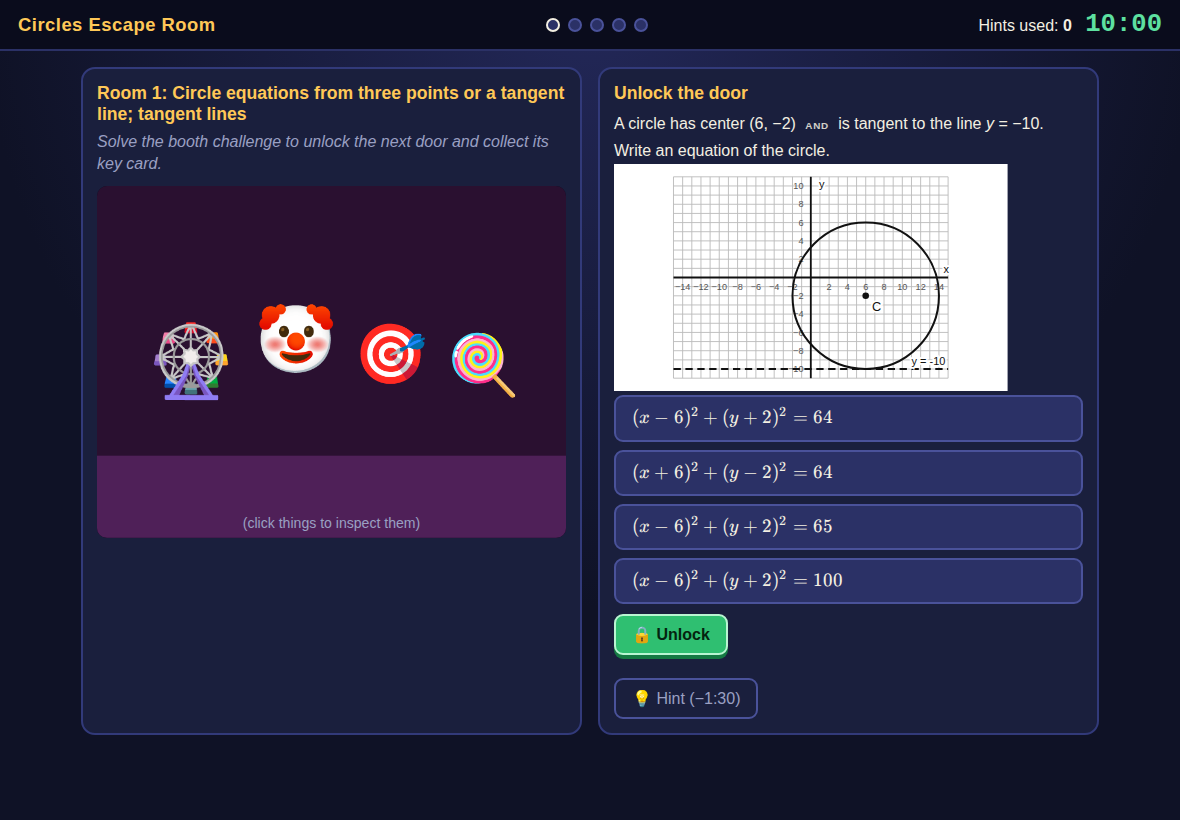 Circles Escape Room
Hints used: 0 10:00
Room 1: Circle equations from three points or a tangent
line; tangent lines
Solve the booth challenge to unlock the next door and collect its
key card.
(click things to inspect them)
Unlock the door
A circle has center (6, −2) AND is tangent to the line y = −10.
Write an equation of the circle.
10 y
8
6
4
2
x
−14 −12 −10 −8 −6 −4 −2 2 4 6 8 10 12 14
−2
C
−4
−6
−8
y = -10
−10
(x − 6)² + (y + 2)² = 64
(x + 6)² + (y − 2)² = 64
(x − 6)² + (y + 2)² = 65
(x − 6)² + (y + 2)² = 100
🔒 Unlock
💡 Hint (−1:30)